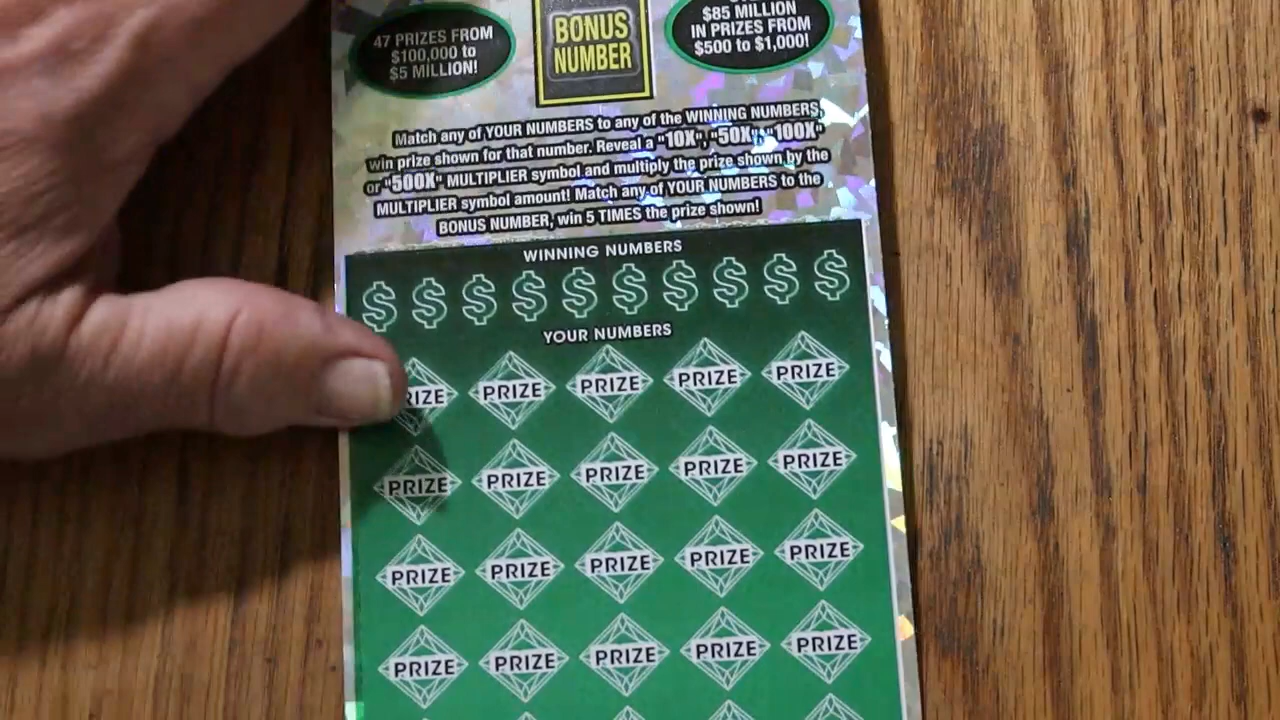 47 PRIZES FROM
$100,000 to
$5 MILLION!
BONUS
NUMBER
$85 MILLION
IN PRIZES FROM
$500 to $1,000!
Match any of YOUR NUMBERS to any of the WINNING NUMBERS,
win prize shown for that number. Reveal a "10X", "50X", "100X"
or "500X" MULTIPLIER symbol and multiply the prize shown by the
MULTIPLIER symbol amount! Match any of YOUR NUMBERS to the
BONUS NUMBER, win 5 TIMES the prize shown!
WINNING NUMBERS
$ $ $ $ $ $ $ $ $ $
YOUR NUMBERS
PRIZE PRIZE PRIZE PRIZE
PRIZE PRIZE PRIZE PRIZE PRIZE
PRIZE PRIZE PRIZE PRIZE PRIZE
PRIZE PRIZE PRIZE PRIZE PRIZE